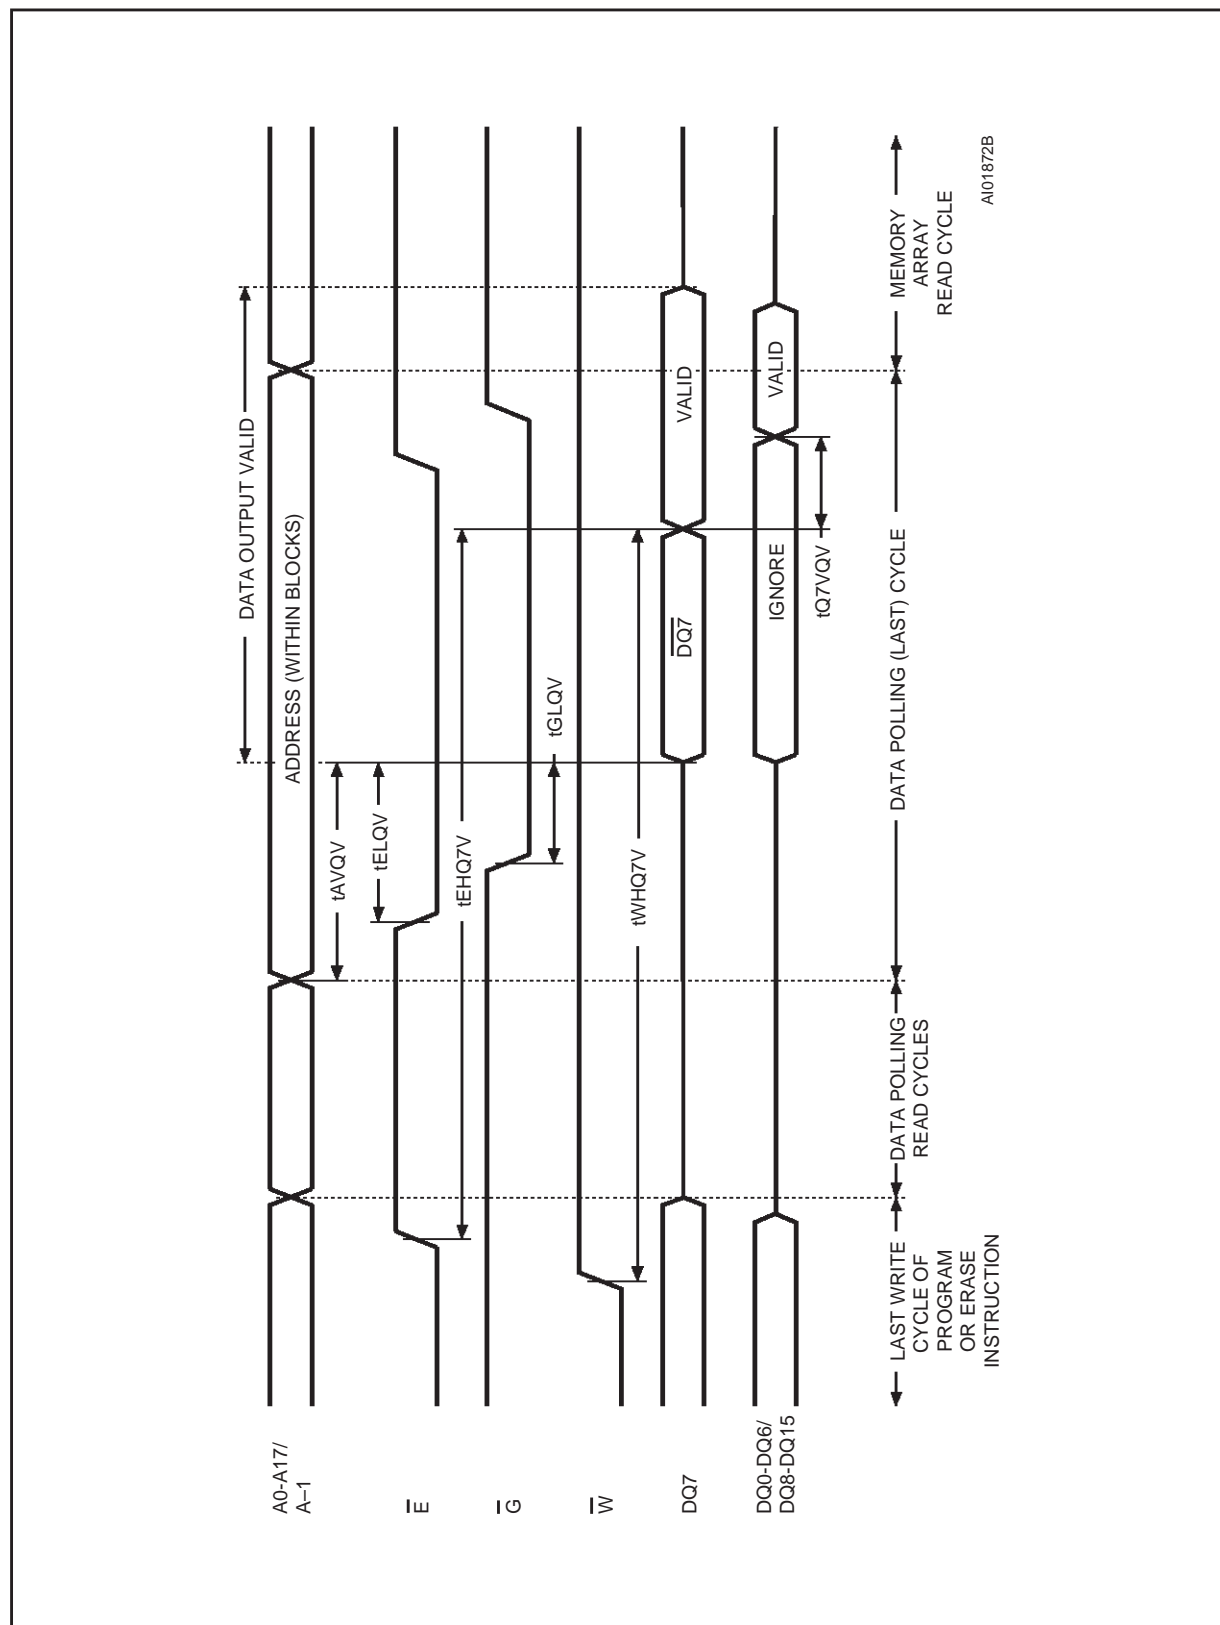 A0-A17/
A–1
ADDRESS (WITHIN BLOCKS)
DATA OUTPUT VALID
tAVQV
tELQV
E
tEHQ7V
G
tGLQV
W
tWHQ7V
DQ7
DQ7
VALID
DQ0-DQ6/
DQ8-DQ15
IGNORE
VALID
tQ7VQV
LAST WRITE
CYCLE OF
PROGRAM
OR ERASE
INSTRUCTION
DATA POLLING
READ CYCLES
DATA POLLING (LAST) CYCLE
MEMORY
ARRAY
READ CYCLE
AI01872B